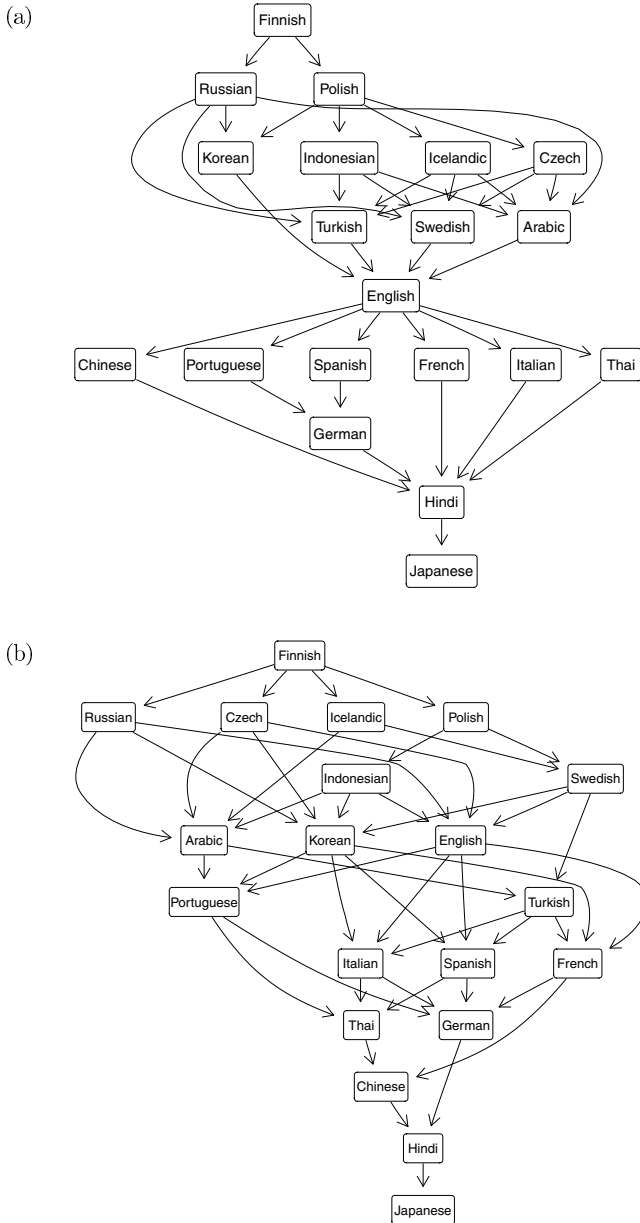 (a)
Finnish
Russian Polish
Korean Indonesian Icelandic Czech
Turkish Swedish Arabic
English
Chinese Portuguese Spanish French Italian Thai
German
Hindi
Japanese
(b)
Finnish
Russian Czech Icelandic Polish
Indonesian Swedish
Arabic Korean English
Portuguese Turkish
Italian Spanish French
Thai German
Chinese
Hindi
Japanese